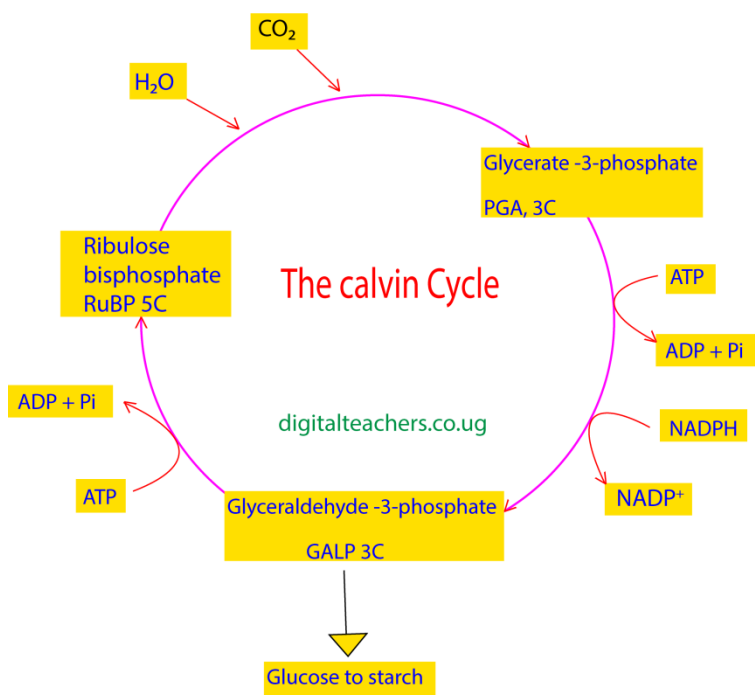 CO₂
H₂O
Glycerate -3-phosphate
PGA, 3C
Ribulose
bisphosphate
RuBP 5C
The calvin Cycle
ATP
ADP + Pi
ADP + Pi
digitalteachers.co.ug
NADPH
ATP
NADP⁺
Glyceraldehyde -3-phosphate
GALP 3C
Glucose to starch